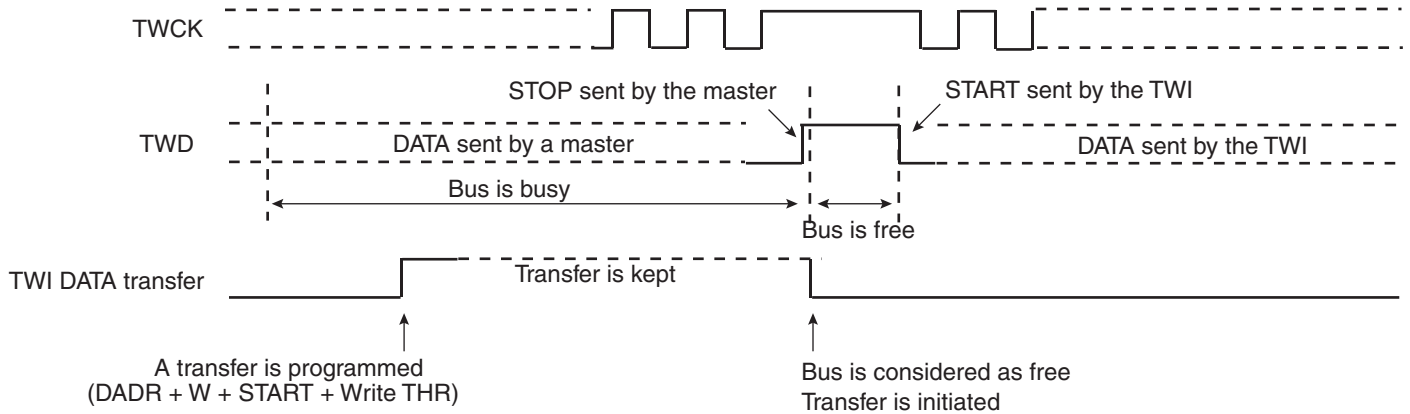 TWCK
STOP sent by the master
START sent by the TWI
TWD
DATA sent by a master
DATA sent by the TWI
Bus is busy
Bus is free
TWI DATA transfer
Transfer is kept
A transfer is programmed
(DADR + W + START + Write THR)
Bus is considered as free
Transfer is initiated